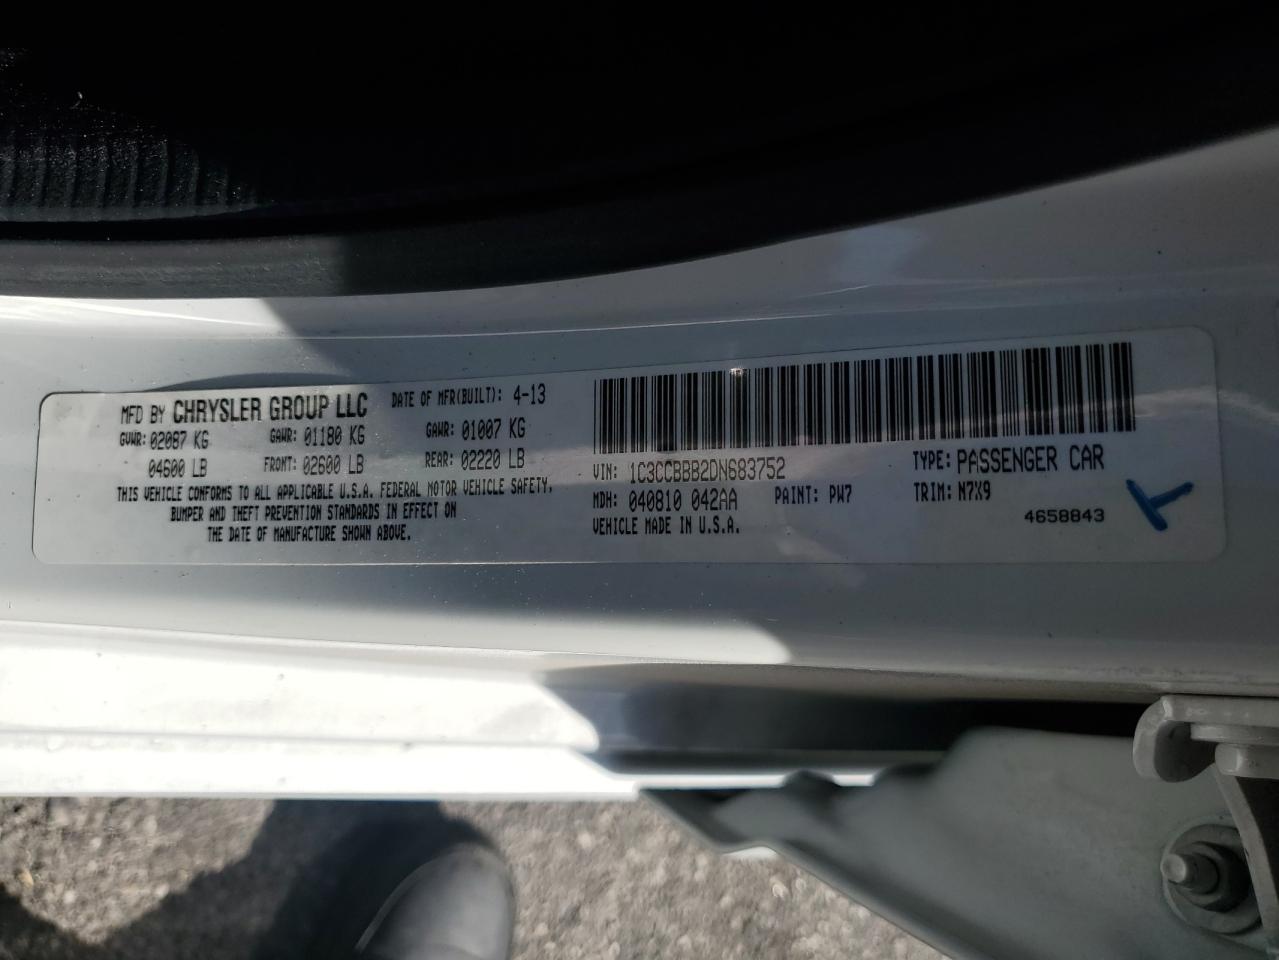 MFD BY CHRYSLER GROUP LLC DATE OF MFR(BUILT): 4-13
GVWR: 02087 KG GAWR: 01180 KG GAWR: 01007 KG
04600 LB FRONT: 02600 LB REAR: 02220 LB
THIS VEHICLE CONFORMS TO ALL APPLICABLE U.S.A. FEDERAL MOTOR VEHICLE SAFETY,
BUMPER AND THEFT PREVENTION STANDARDS IN EFFECT ON
THE DATE OF MANUFACTURE SHOWN ABOVE.
VIN: 1C3CCBBB2DN683752 TYPE: PASSENGER CAR
MDH: 040810 042AA PAINT: PW7 TRIM: N7X9
VEHICLE MADE IN U.S.A. 4658843